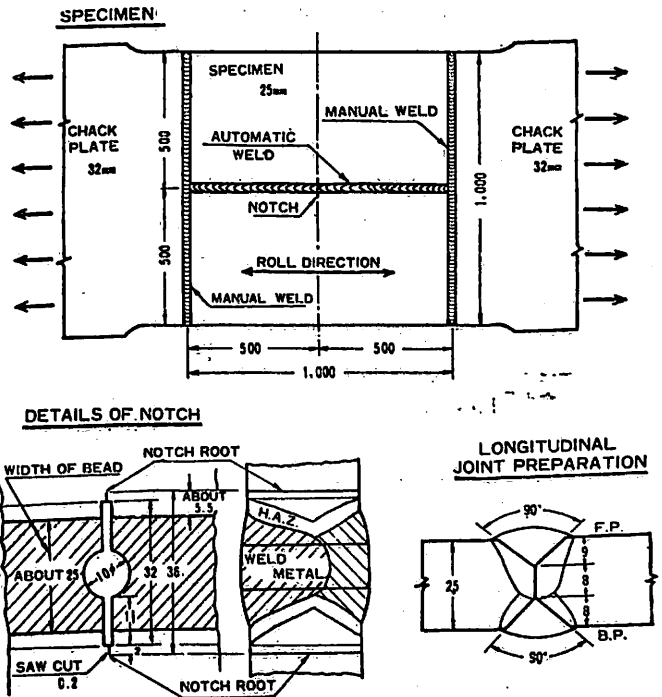 SPECIMEN
SPECIMEN
25mm
MANUAL WELD
CHACK
PLATE
32mm
500
AUTOMATIC
WELD
CHACK
PLATE
32mm
1.000
NOTCH
500
ROLL DIRECTION
MANUAL WELD
500
500
1.000
DETAILS OF NOTCH
NOTCH ROOT
WIDTH OF BEAD
ABOUT
5.5
H.A.Z.
ABOUT 25
10φ
32
36
WELD
METAL
11
2
SAW CUT
0.2
NOTCH ROOT
LONGITUDINAL
JOINT PREPARATION
90°
F.P.
25
9
8
8
B.P.
90°